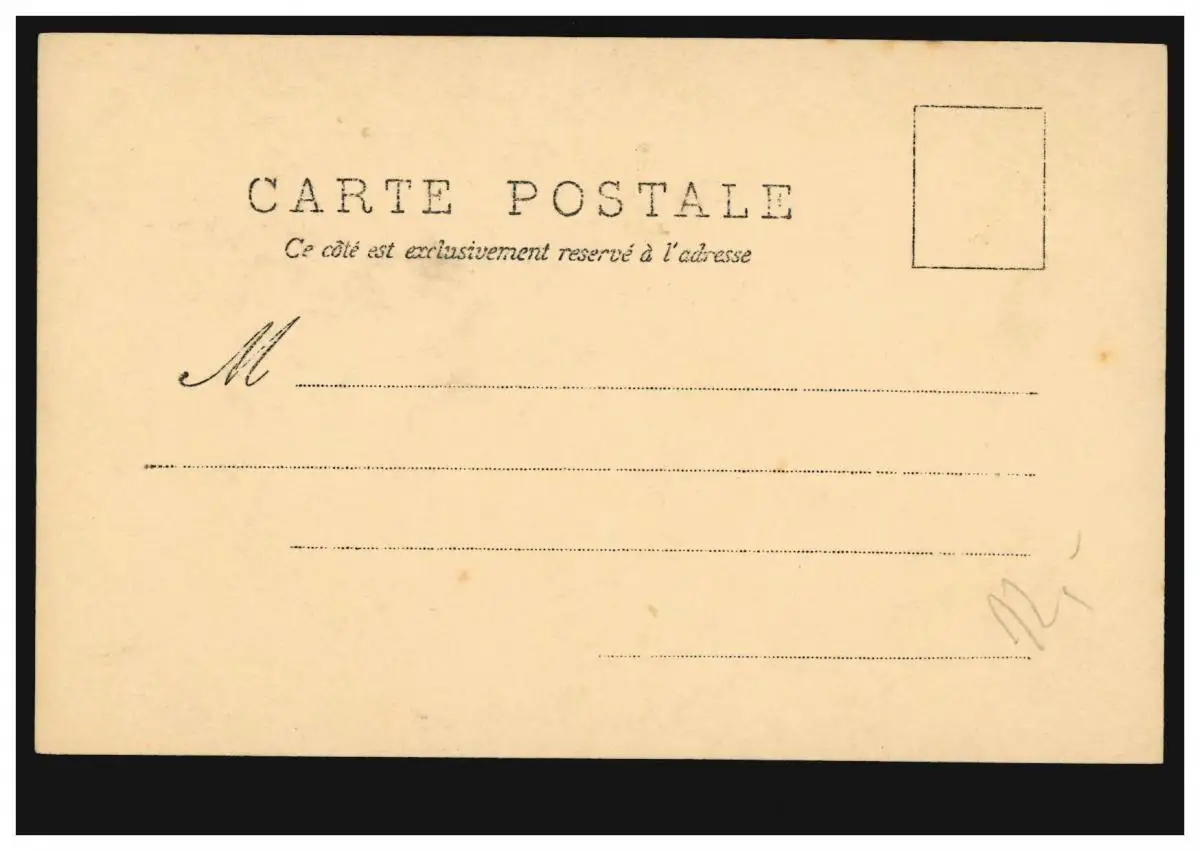 CARTE POSTALE
Ce côté est exclusivement reservé à l'adresse
M